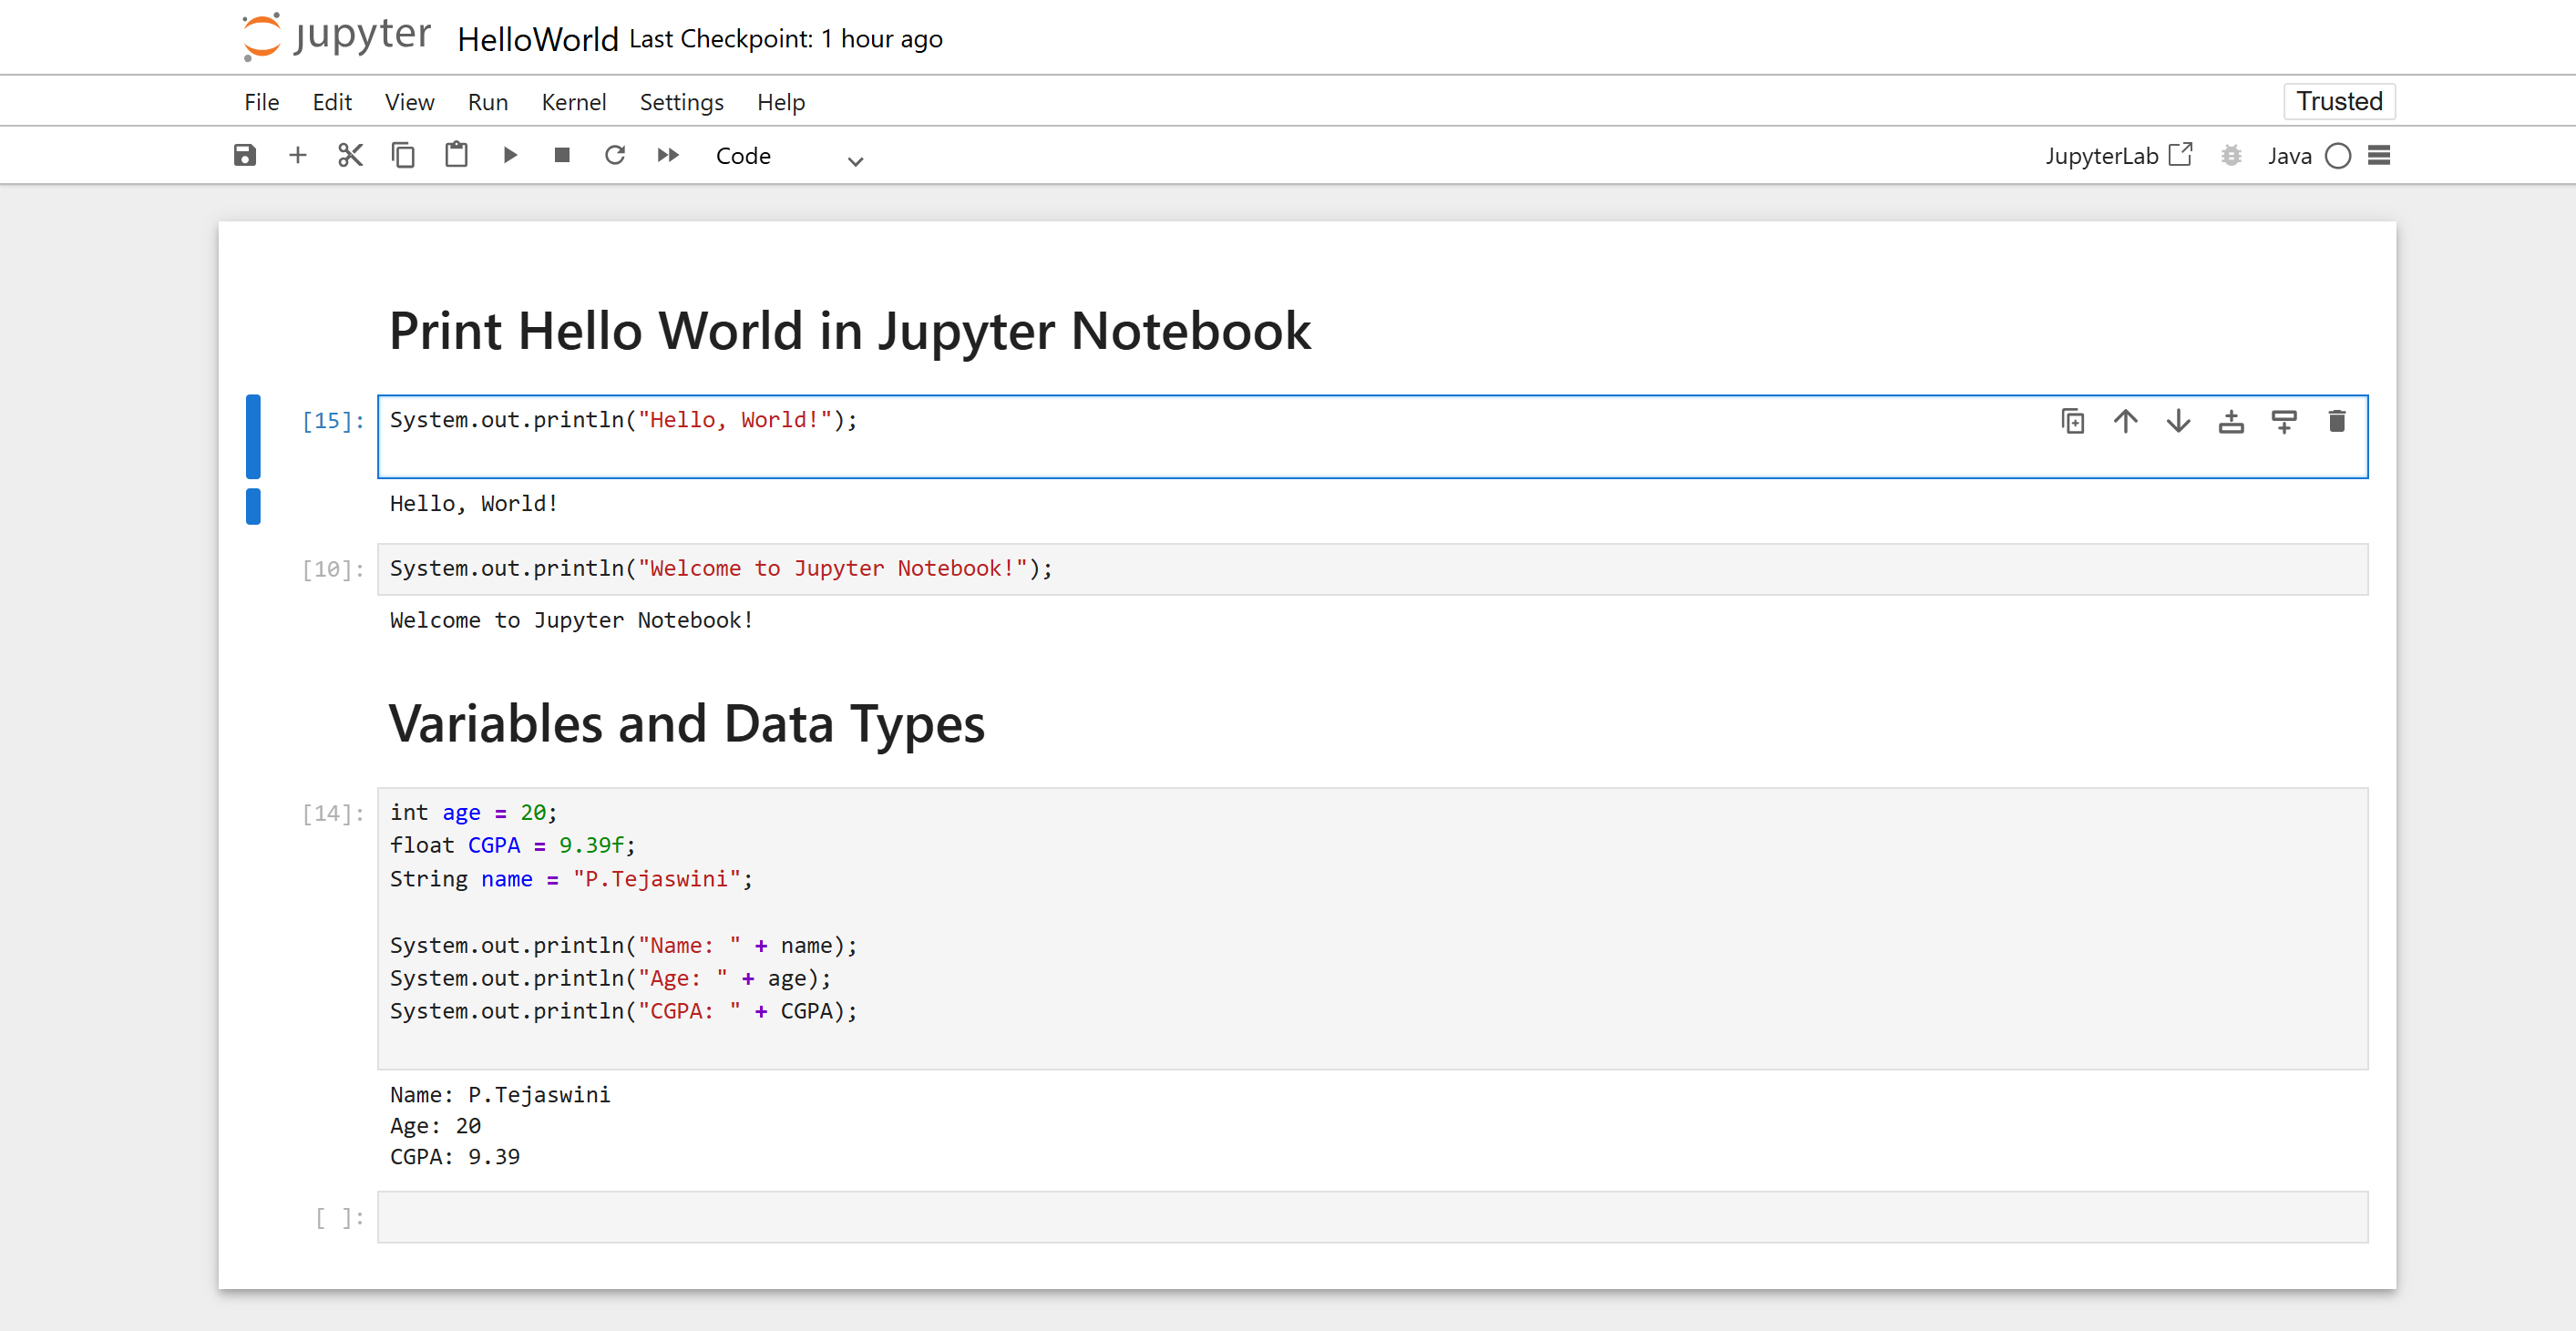 jupyter HelloWorld Last Checkpoint: 1 hour ago
File Edit View Run Kernel Settings Help Trusted
Code JupyterLab Java
Print Hello World in Jupyter Notebook
[15]: System.out.println("Hello, World!");
Hello, World!
[10]: System.out.println("Welcome to Jupyter Notebook!");
Welcome to Jupyter Notebook!
Variables and Data Types
[14]: int age = 20;
float CGPA = 9.39f;
String name = "P.Tejaswini";
System.out.println("Name: " + name);
System.out.println("Age: " + age);
System.out.println("CGPA: " + CGPA);
Name: P.Tejaswini
Age: 20
CGPA: 9.39
[ ]: